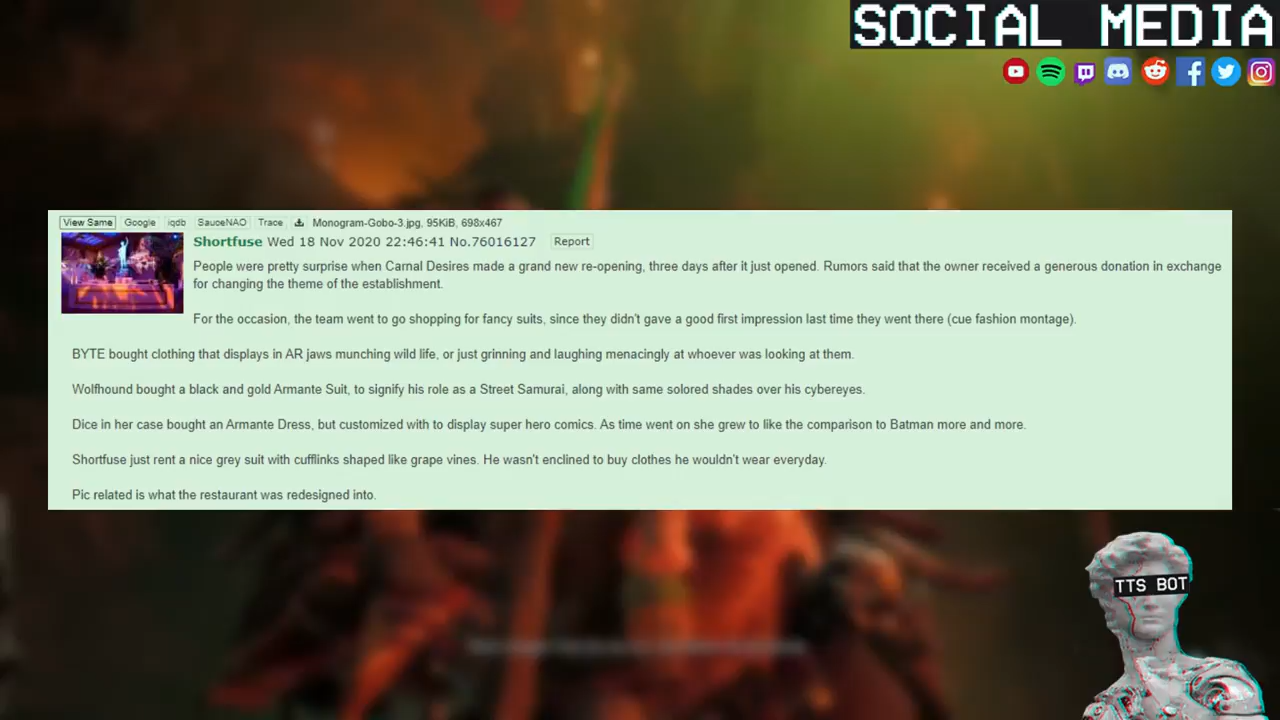 SOCIAL MEDIA
View Same Google iqdb SauceNAO Trace Monogram-Gobo-3.jpg, 95KiB, 698x467
Shortfuse Wed 18 Nov 2020 22:46:41 No.76016127 Report
People were pretty surprise when Carnal Desires made a grand new re-opening, three days after it just opened. Rumors said that the owner received a generous donation in exchange
for changing the theme of the establishment.
For the occasion, the team went to go shopping for fancy suits, since they didn't gave a good first impression last time they went there (cue fashion montage).
BYTE bought clothing that displays in AR jaws munching wild life, or just grinning and laughing menacingly at whoever was looking at them.
Wolfhound bought a black and gold Armante Suit, to signify his role as a Street Samurai, along with same solored shades over his cybereyes.
Dice in her case bought an Armante Dress, but customized with to display super hero comics. As time went on she grew to like the comparison to Batman more and more.
Shortfuse just rent a nice grey suit with cufflinks shaped like grape vines. He wasn't enclined to buy clothes he wouldn't wear everyday.
Pic related is what the restaurant was redesigned into.
TTS BOT